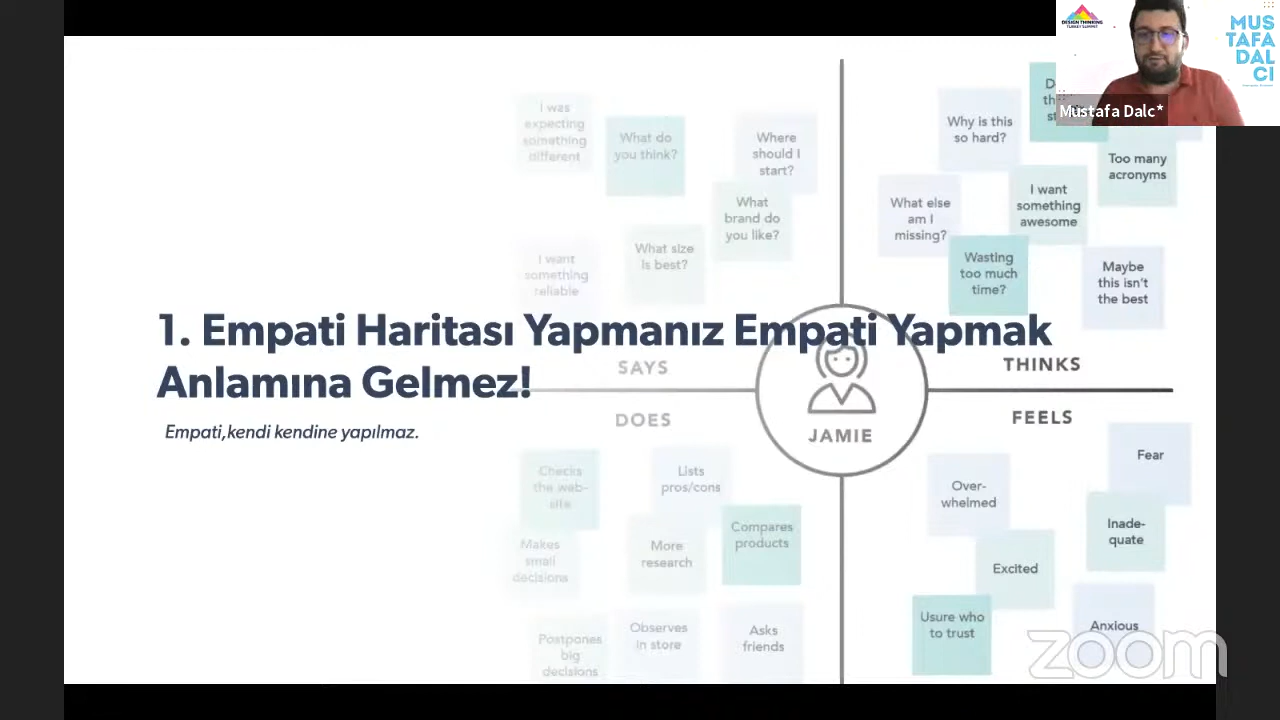 DESIGN THINKING
TURKEY SUMMIT
MUS
TAFA
DAL
CI
Mustafa Dalc*
I was
expecting
something
different
What do
you think?
Where
should I
start?
What
brand do
you like?
What size
is best?
I want
something
reliable
Why is this
so hard?
Too many
acronyms
What else
am I
missing?
I want
something
awesome
Wasting
too much
time?
Maybe
this isn't
the best
1. Empati Haritası Yapmanız Empati Yapmak
Anlamına Gelmez!
Empati,kendi kendine yapılmaz.
SAYS
THINKS
DOES
FEELS
JAMIE
Checks
the web-
site
Lists
pros/cons
Makes
small
decisions
More
research
Compares
products
Postpones
big
decisions
Observes
in store
Asks
friends
Over-
whelmed
Fear
Inade-
quate
Excited
Usure who
to trust
Anxious
zoom